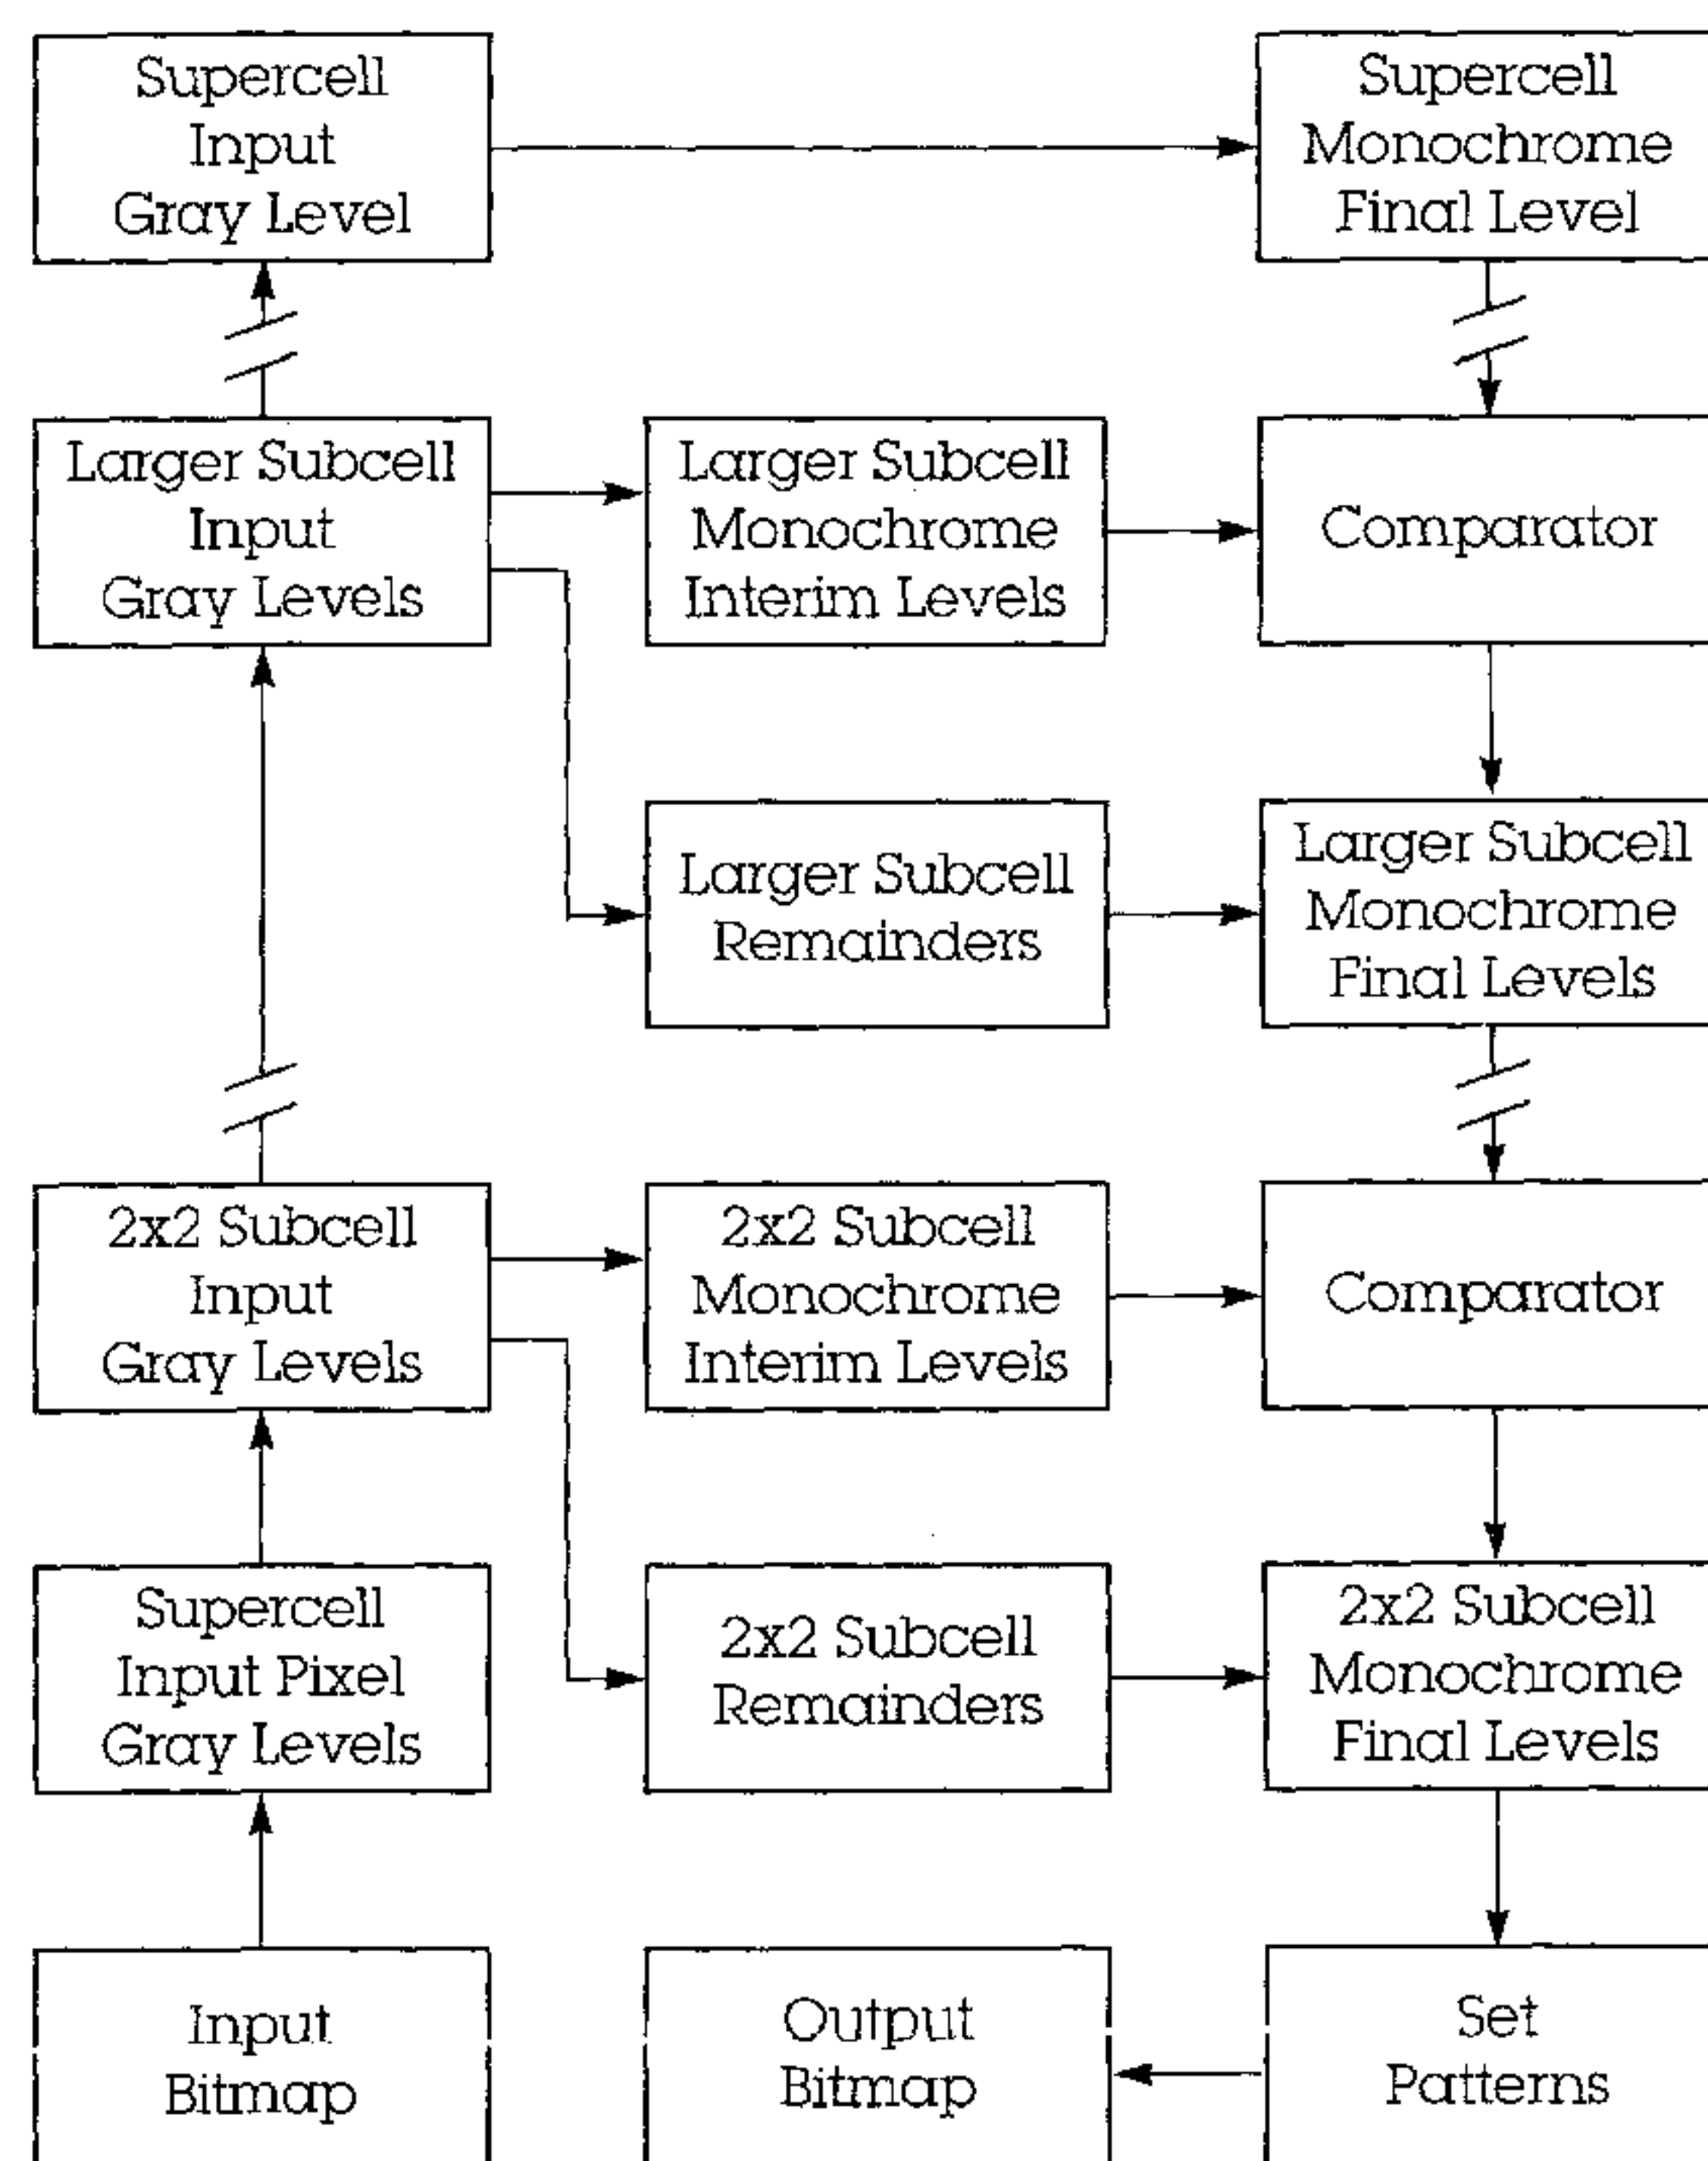 Supercell
Input
Gray Level
Supercell
Monochrome
Final Level
Larger Subcell
Input
Gray Levels
Larger Subcell
Monochrome
Interim Levels
Comparator
Larger Subcell
Remainders
Larger Subcell
Monochrome
Final Levels
2x2 Subcell
Input
Gray Levels
2x2 Subcell
Monochrome
Interim Levels
Comparator
Supercell
Input Pixel
Gray Levels
2x2 Subcell
Remainders
2x2 Subcell
Monochrome
Final Levels
Input
Bitmap
Output
Bitmap
Set
Patterns